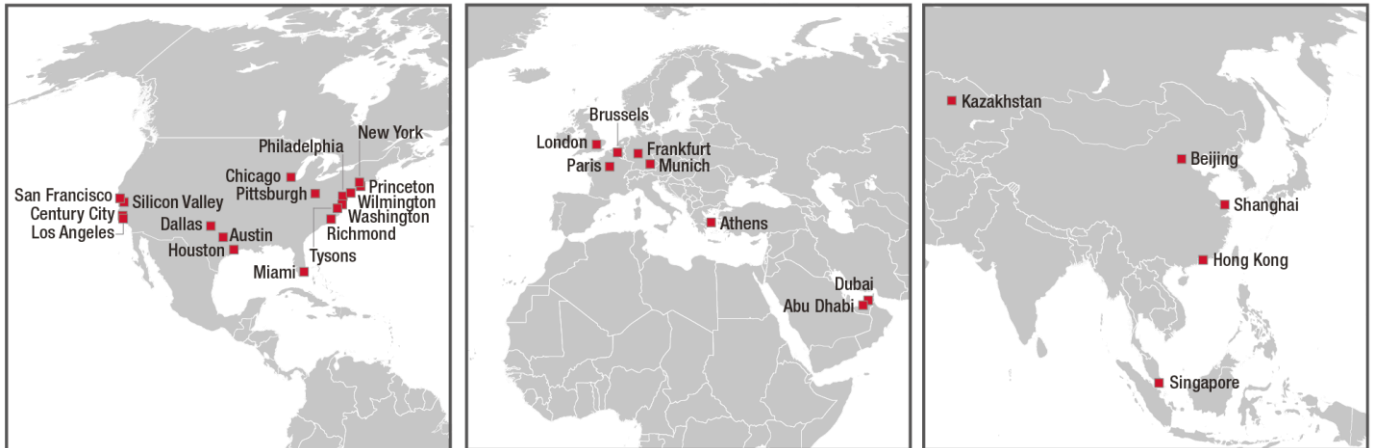 New York
Philadelphia
Chicago
Pittsburgh
Princeton
Wilmington
Washington
Richmond
San Francisco
Silicon Valley
Century City
Los Angeles
Dallas
Austin
Houston
Tysons
Miami
Brussels
London
Frankfurt
Paris
Munich
Athens
Dubai
Abu Dhabi
Kazakhstan
Beijing
Shanghai
Hong Kong
Singapore